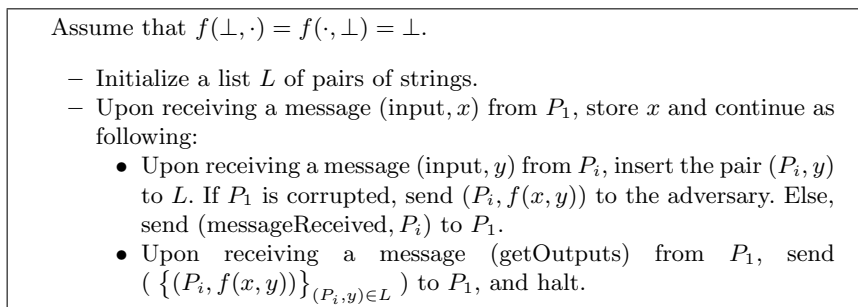 Assume that f(⊥, ·) = f(·, ⊥) = ⊥.
– Initialize a list L of pairs of strings.
– Upon receiving a message (input, x) from P₁, store x and continue as
following:
• Upon receiving a message (input, y) from Pᵢ, insert the pair (Pᵢ, y)
to L. If P₁ is corrupted, send (Pᵢ, f(x, y)) to the adversary. Else,
send (messageReceived, Pᵢ) to P₁.
• Upon receiving a message (getOutputs) from P₁, send
( {(Pᵢ, f(x, y))}_{(Pᵢ,y)∈L} ) to P₁, and halt.